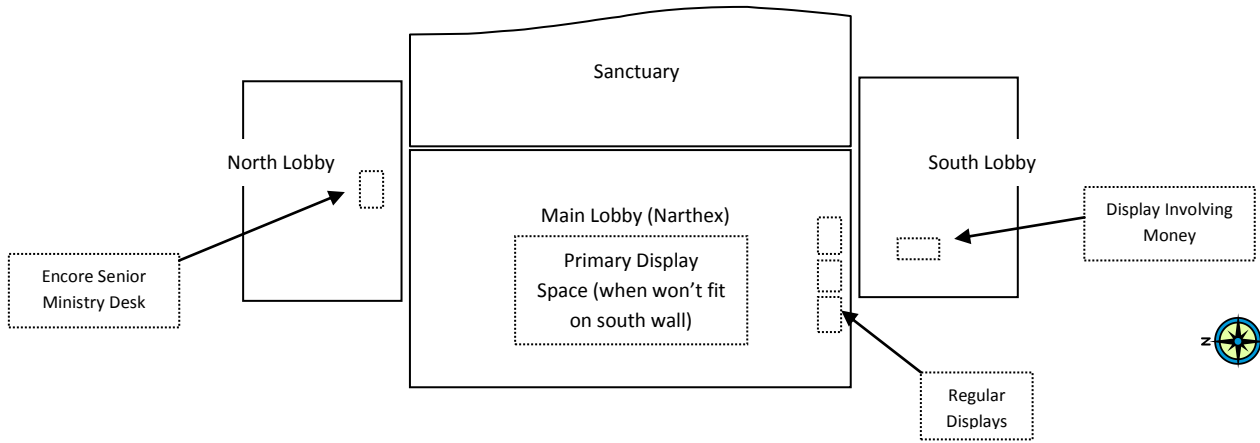 Sanctuary
North Lobby
South Lobby
Main Lobby (Narthex)
Primary Display
Space (when won't fit
on south wall)
Display Involving
Money
Encore Senior
Ministry Desk
Regular
Displays
N